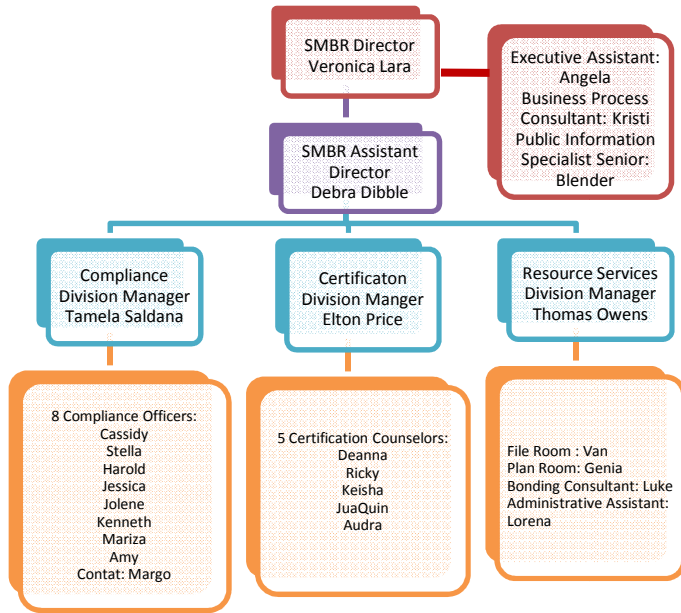 SMBR Director
Veronica Lara
Executive Assistant:
Angela
Business Process
Consultant: Kristi
Public Information
Specialist Senior:
Blender
SMBR Assistant
Director
Debra Dibble
Compliance
Division Manager
Tamela Saldana
Certificaton
Division Manger
Elton Price
Resource Services
Division Manager
Thomas Owens
8 Compliance Officers:
Cassidy
Stella
Harold
Jessica
Jolene
Kenneth
Mariza
Amy
Contat: Margo
5 Certification Counselors:
Deanna
Ricky
Keisha
JuaQuin
Audra
File Room : Van
Plan Room: Genia
Bonding Consultant: Luke
Administrative Assistant:
Lorena